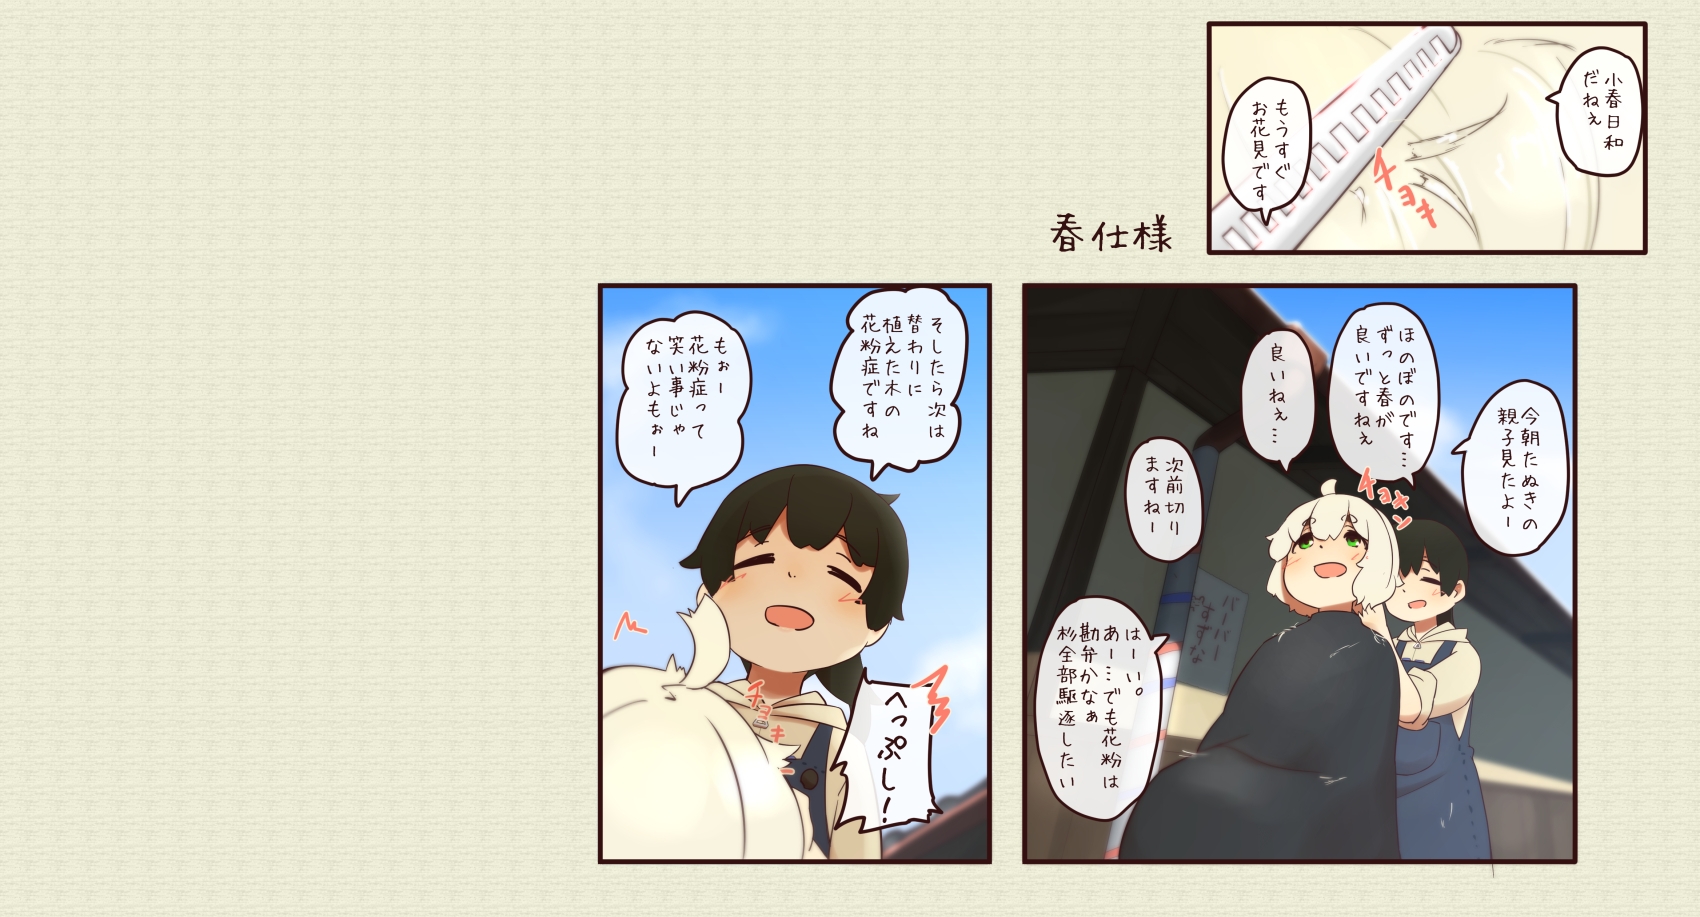 小春日和
だねぇ
もうすぐ
お花見です
チョキ
春仕様
今朝たぬきの
親子見たよー
ほのぼのです…
ずっと春が
良いですねぇ
良いねぇ…
チョキン
次前切り
ますねー
はーい。
あー…でも花粉は
勘弁かなぁ
杉全部駆逐したい
バーバー
すずな
そしたら次は
替わりに
植えた木の
花粉症ですね
もぉー
花粉症って
笑い事じゃ
ないよもぉー
チョキ
へっぷし!